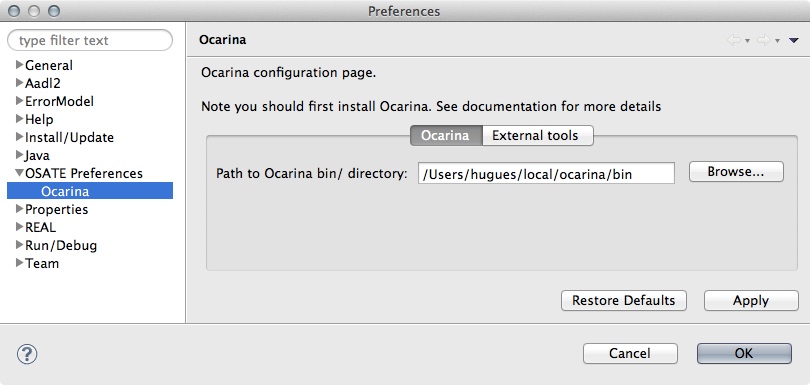 Preferences
type filter text
General
Aadl2
ErrorModel
Help
Install/Update
Java
OSATE Preferences
Ocarina
Properties
REAL
Run/Debug
Team
Ocarina
Ocarina configuration page.
Note you should first install Ocarina. See documentation for more details
Ocarina External tools
Path to Ocarina bin/ directory: /Users/hugues/local/ocarina/bin Browse...
Restore Defaults Apply
? Cancel OK